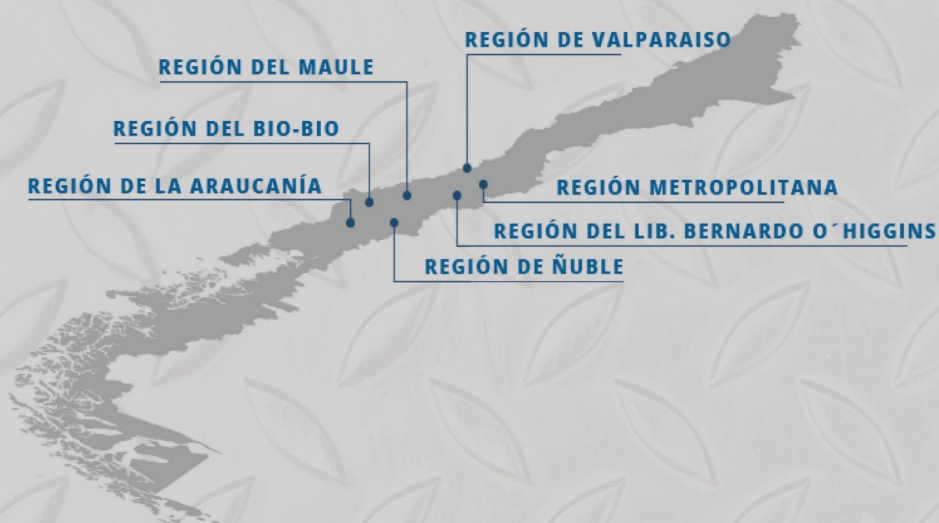 REGIÓN DE VALPARAISO
REGIÓN DEL MAULE
REGIÓN DEL BIO-BIO
REGIÓN DE LA ARAUCANÍA
REGIÓN METROPOLITANA
REGIÓN DEL LIB. BERNARDO O´HIGGINS
REGIÓN DE ÑUBLE